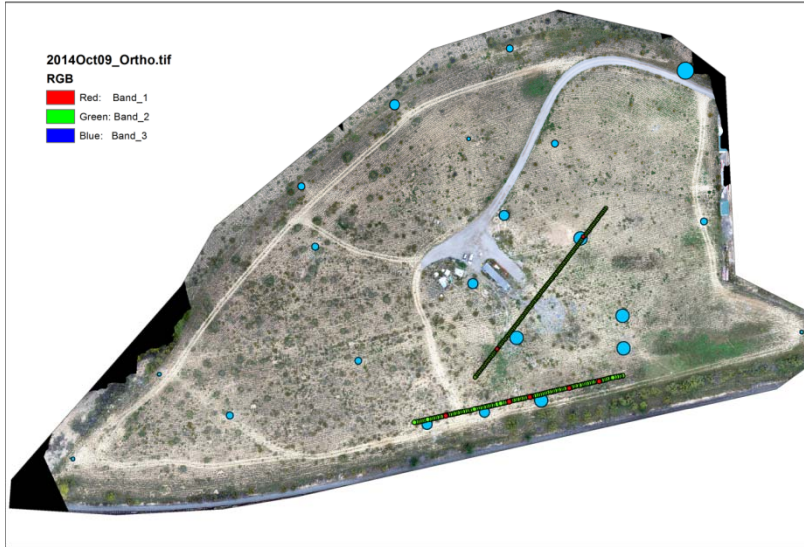 2014Oct09_Ortho.tif
RGB
Red: Band_1
Green: Band_2
Blue: Band_3